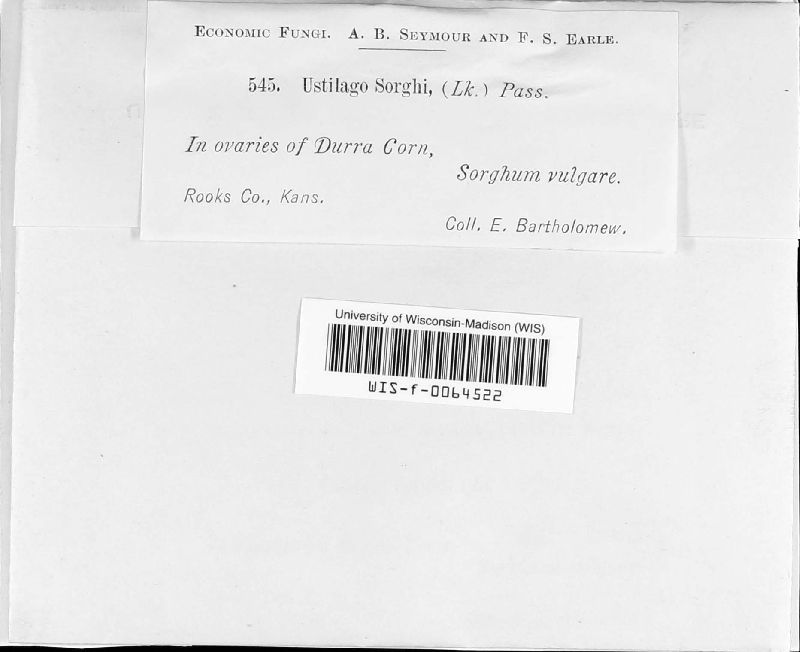 Economic Fungi. A. B. Seymour and F. S. Earle.
545. Ustilago Sorghi, (Lk.) Pass.
In ovaries of Durra Corn,
Sorghum vulgare.
Rooks Co., Kans.
Coll. E. Bartholomew.
University of Wisconsin-Madison (WIS)
WIS-f-0064522